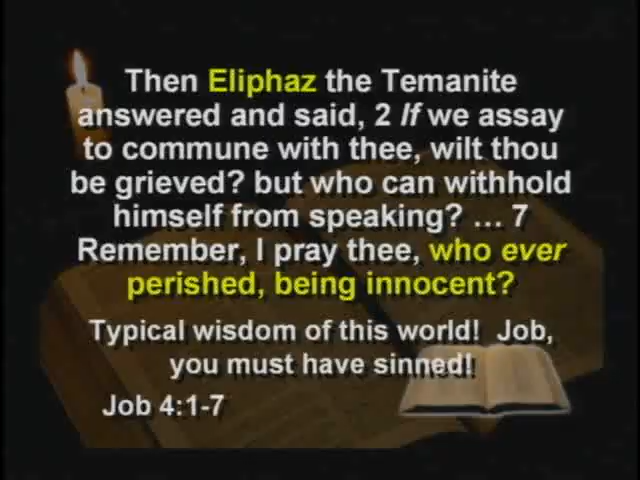 Then Eliphaz the Temanite
answered and said, 2 If we assay
to commune with thee, wilt thou
be grieved? but who can withhold
himself from speaking? … 7
Remember, I pray thee, who ever
perished, being innocent?
Typical wisdom of this world!  Job,
you must have sinned!
Job 4:1-7